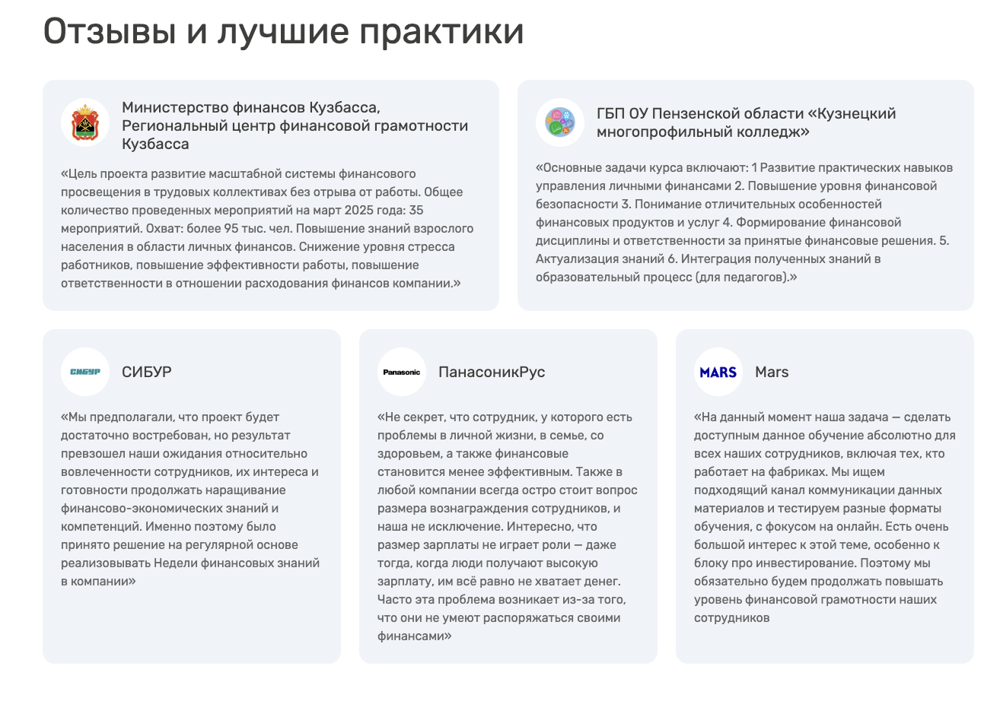 Отзывы и лучшие практики
Министерство финансов Кузбасса,
Региональный центр финансовой грамотности
Кузбасса
«Цель проекта развитие масштабной системы финансового
просвещения в трудовых коллективах без отрыва от работы. Общее
количество проведенных мероприятий на март 2025 года: 35
мероприятий. Охват: более 95 тыс. чел. Повышение знаний взрослого
населения в области личных финансов. Снижение уровня стресса
работников, повышение эффективности работы, повышение
ответственности в отношении расходования финансов компании.»
ГБП ОУ Пензенской области «Кузнецкий
многопрофильный колледж»
«Основные задачи курса включают: 1 Развитие практических навыков
управления личными финансами 2. Повышение уровня финансовой
безопасности 3. Понимание отличительных особенностей
финансовых продуктов и услуг 4. Формирование финансовой
дисциплины и ответственности за принятые финансовые решения. 5.
Актуализация знаний 6. Интеграция полученных знаний в
образовательный процесс (для педагогов).»
СИБУР
СИБУР
«Мы предполагали, что проект будет
достаточно востребован, но результат
превзошел наши ожидания относительно
вовлеченности сотрудников, их интереса и
готовности продолжать наращивание
финансово-экономических знаний и
компетенций. Именно поэтому было
принято решение на регулярной основе
реализовывать Недели финансовых знаний
в компании»
Panasonic
ПанасоникРус
«Не секрет, что сотрудник, у которого есть
проблемы в личной жизни, в семье, со
здоровьем, а также финансовые
становится менее эффективным. Также в
любой компании всегда остро стоит вопрос
размера вознаграждения сотрудников, и
наша не исключение. Интересно, что
размер зарплаты не играет роли — даже
тогда, когда люди получают высокую
зарплату, им всё равно не хватает денег.
Часто эта проблема возникает из-за того,
что они не умеют распоряжаться своими
финансами»
MARS
Mars
«На данный момент наша задача — сделать
доступным данное обучение абсолютно для
всех наших сотрудников, включая тех, кто
работает на фабриках. Мы ищем
подходящий канал коммуникации данных
материалов и тестируем разные форматы
обучения, с фокусом на онлайн. Есть очень
большой интерес к этой теме, особенно к
блоку про инвестирование. Поэтому мы
обязательно будем продолжать повышать
уровень финансовой грамотности наших
сотрудников